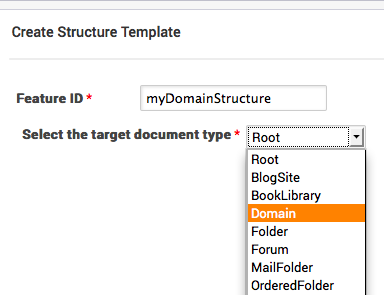 Create Structure Template
Feature ID * myDomainStructure
Select the target document type * Root
Root
BlogSite
BookLibrary
Domain
Folder
Forum
MailFolder
OrderedFolder